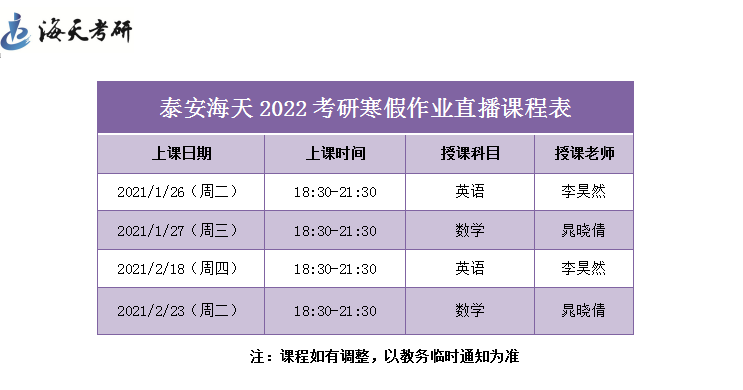 海天考研
泰安海天2022考研寒假作业直播课程表
上课日期 上课时间 授课科目 授课老师
2021/1/26（周二） 18:30-21:30 英语 李昊然
2021/1/27（周三） 18:30-21:30 数学 晁晓倩
2021/2/18（周四） 18:30-21:30 英语 李昊然
2021/2/23（周二） 18:30-21:30 数学 晁晓倩
注：课程如有调整，以教务临时通知为准